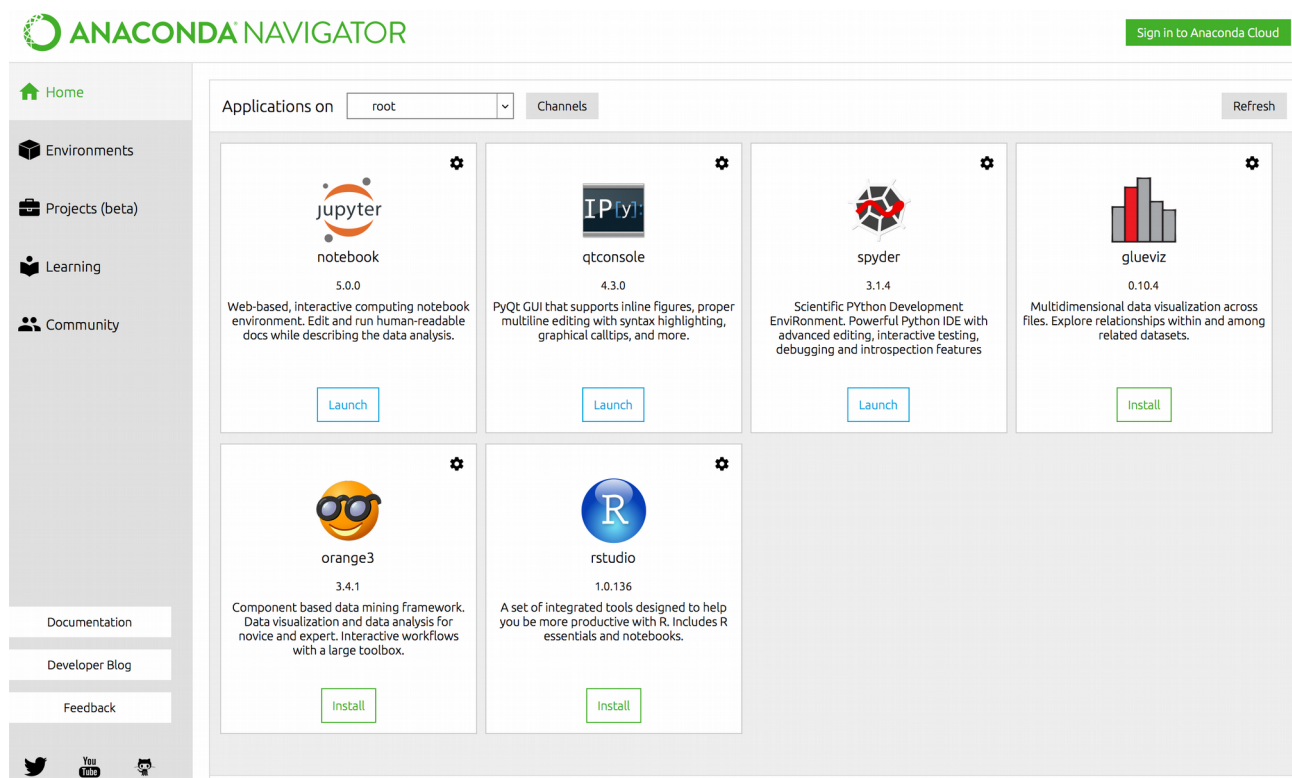 ANACONDA NAVIGATOR
Sign in to Anaconda Cloud
Home
Environments
Projects (beta)
Learning
Community
Documentation
Developer Blog
Feedback
You
Tube
Applications on
root
Channels
Refresh
jupyter
notebook
5.0.0
Web-based, interactive computing notebook
environment. Edit and run human-readable
docs while describing the data analysis.
Launch
IP[y]:
qtconsole
4.3.0
PyQt GUI that supports inline figures, proper
multiline editing with syntax highlighting,
graphical calltips, and more.
Launch
spyder
3.1.4
Scientific PYthon Development
EnviRonment. Powerful Python IDE with
advanced editing, interactive testing,
debugging and introspection features
Launch
glueviz
0.10.4
Multidimensional data visualization across
files. Explore relationships within and among
related datasets.
Install
orange3
3.4.1
Component based data mining framework.
Data visualization and data analysis for
novice and expert. Interactive workflows
with a large toolbox.
Install
R
rstudio
1.0.136
A set of integrated tools designed to help
you be more productive with R. Includes R
essentials and notebooks.
Install